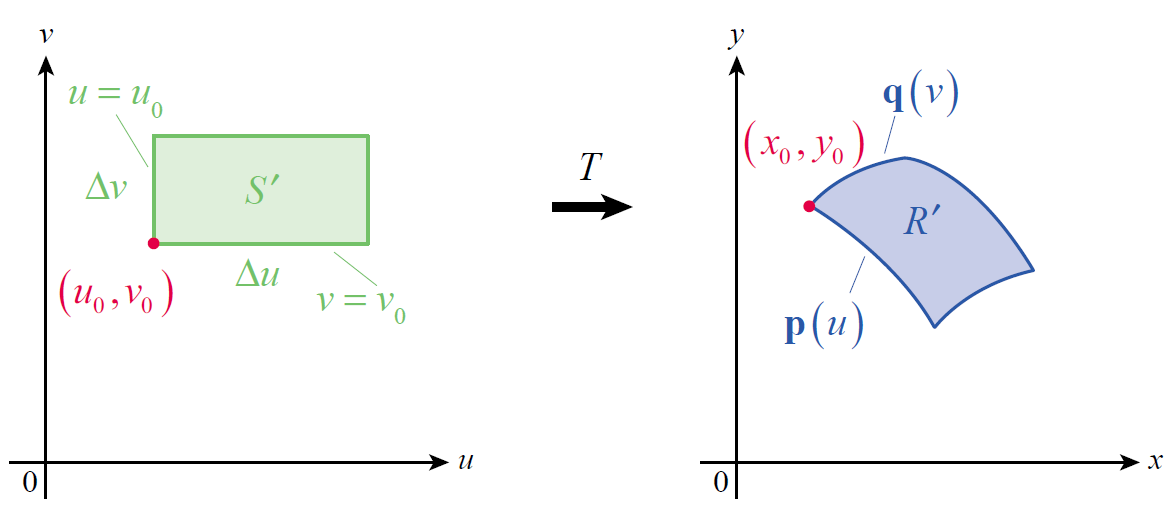 v
u = u₀
Δv
S′
(u₀, v₀)
Δu
v = v₀
0
u
T
y
q(v)
(x₀, y₀)
R′
p(u)
0
x